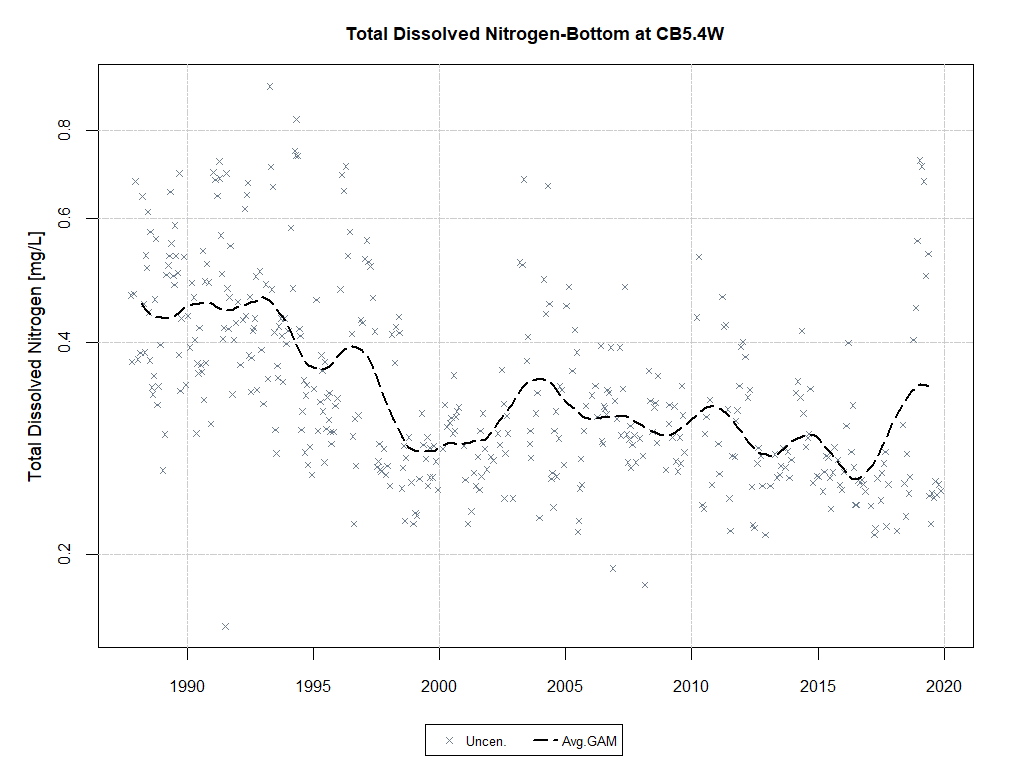 Total Dissolved Nitrogen-Bottom at CB5.4W
Total Dissolved Nitrogen [mg/L]
0.8
0.6
0.4
0.2
1990 1995 2000 2005 2010 2015 2020
Uncen. Avg.GAM